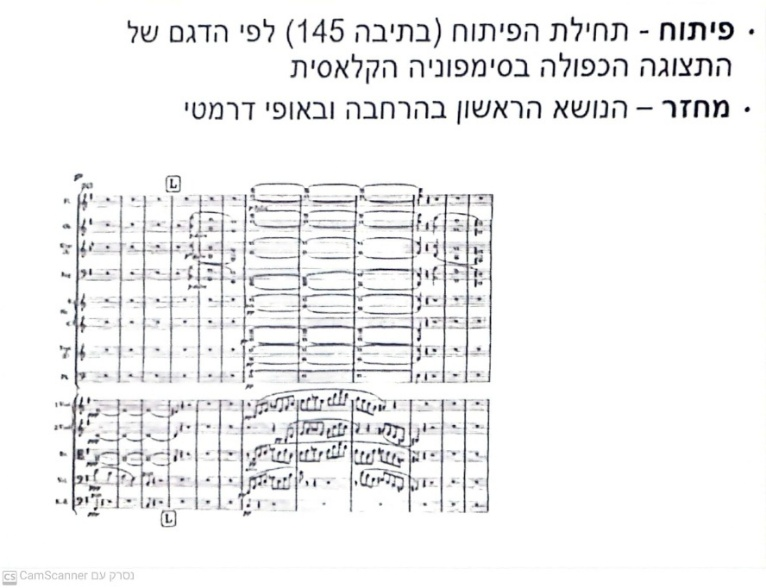 • פיתוח - תחילת הפיתוח (בתיבה 145) לפי הדגם של
התצוגה הכפולה בסימפוניה הקלאסית
• מחזר – הנושא הראשון בהרחבה ובאופי דרמטי
L
L
CS CamScanner נסרק עם